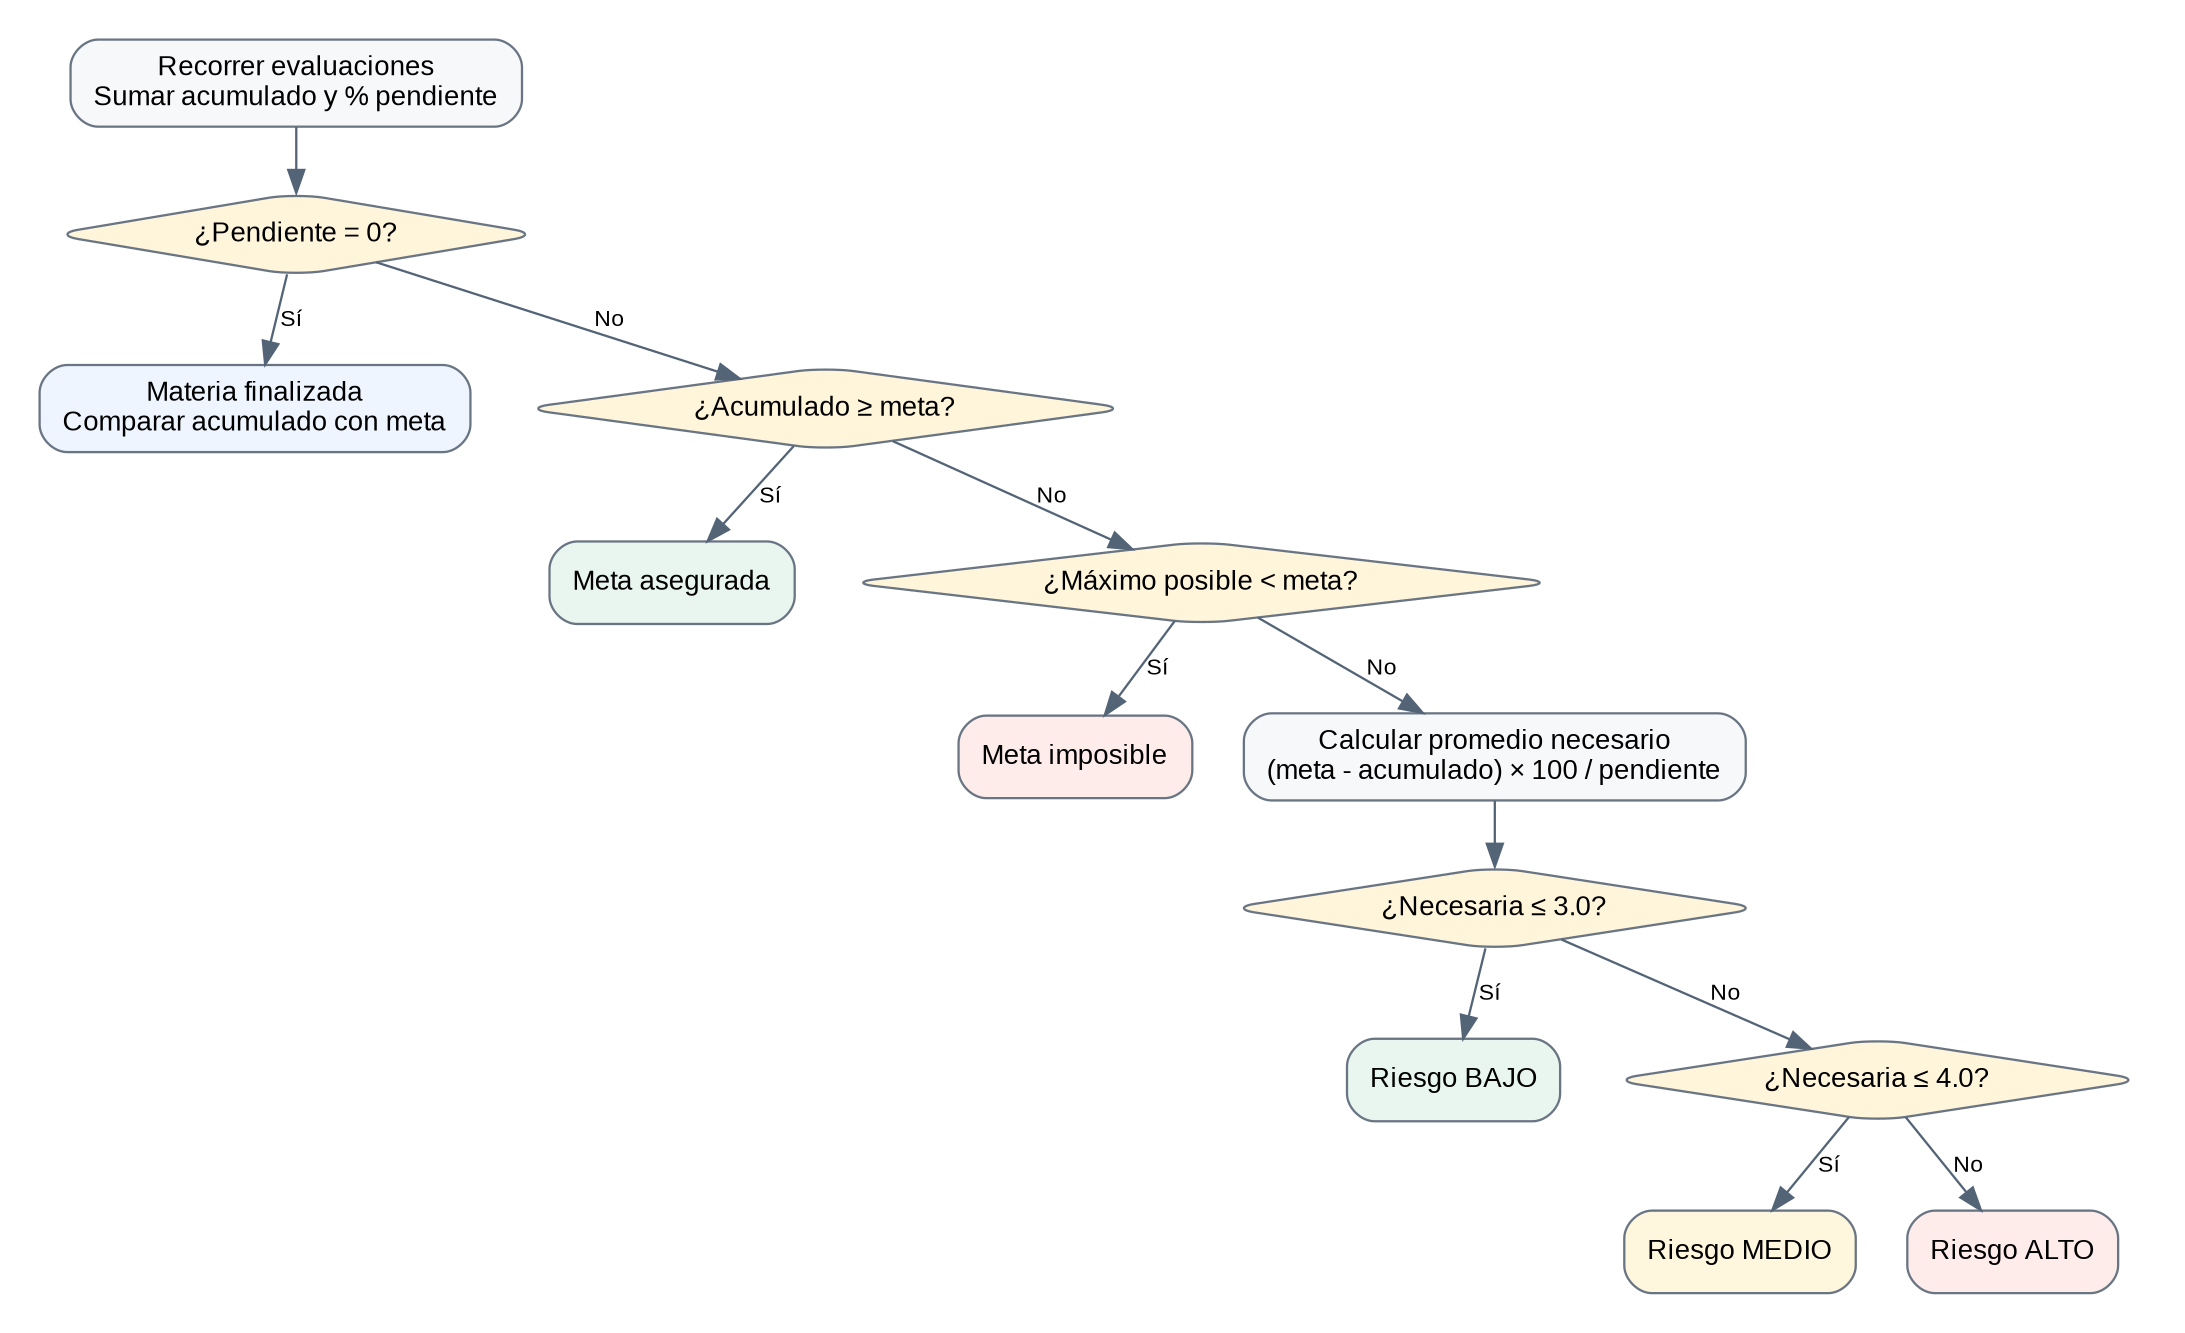 Recorrer evaluaciones
Sumar acumulado y % pendiente
¿Pendiente = 0?
Sí
No
Materia finalizada
Comparar acumulado con meta
¿Acumulado ≥ meta?
Sí
No
Meta asegurada
¿Máximo posible < meta?
Sí
No
Meta imposible
Calcular promedio necesario
(meta - acumulado) × 100 / pendiente
¿Necesaria ≤ 3.0?
Sí
No
Riesgo BAJO
¿Necesaria ≤ 4.0?
Sí
No
Riesgo MEDIO
Riesgo ALTO